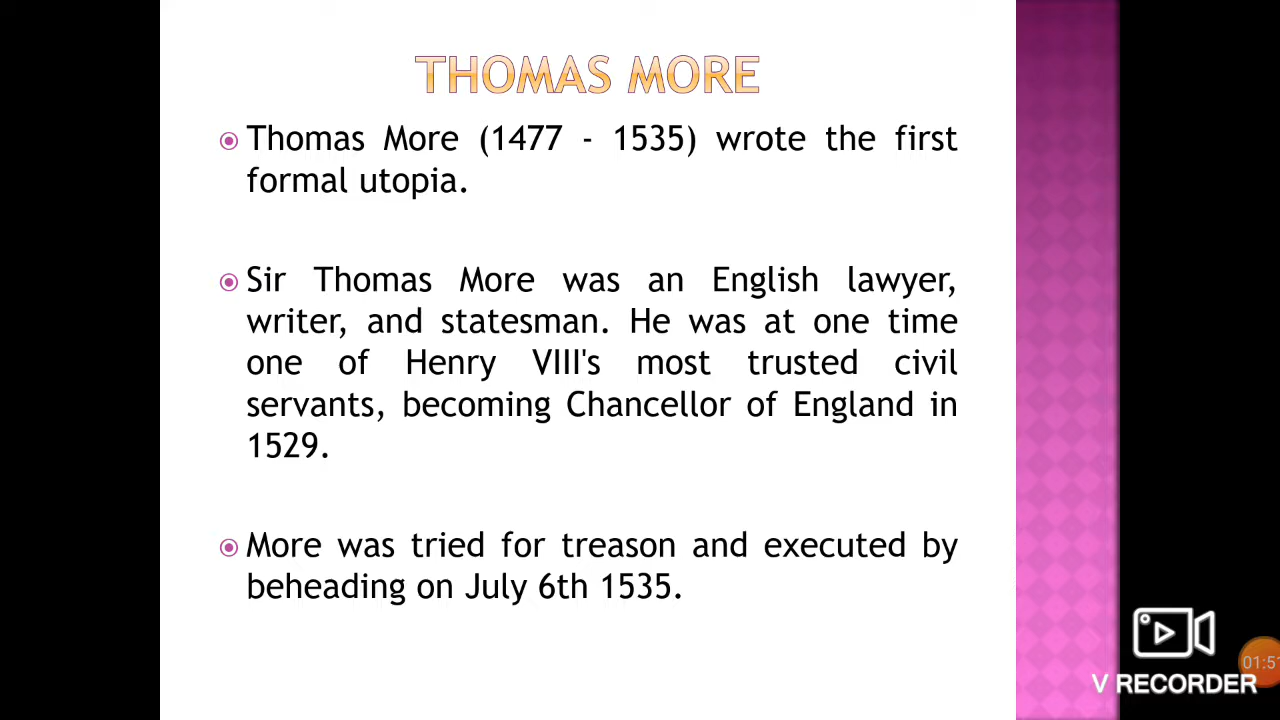 THOMAS MORE
Thomas More (1477 - 1535) wrote the first
formal utopia.
Sir Thomas More was an English lawyer,
writer, and statesman. He was at one time
one of Henry VIII's most trusted civil
servants, becoming Chancellor of England in
1529.
More was tried for treason and executed by
beheading on July 6th 1535.
01:51
V RECORDER